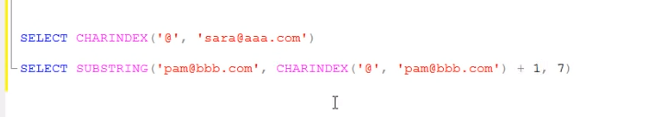 SELECT CHARINDEX('@', 'sara@aaa.com')
SELECT SUBSTRING('pam@bbb.com', CHARINDEX('@', 'pam@bbb.com') + 1, 7)